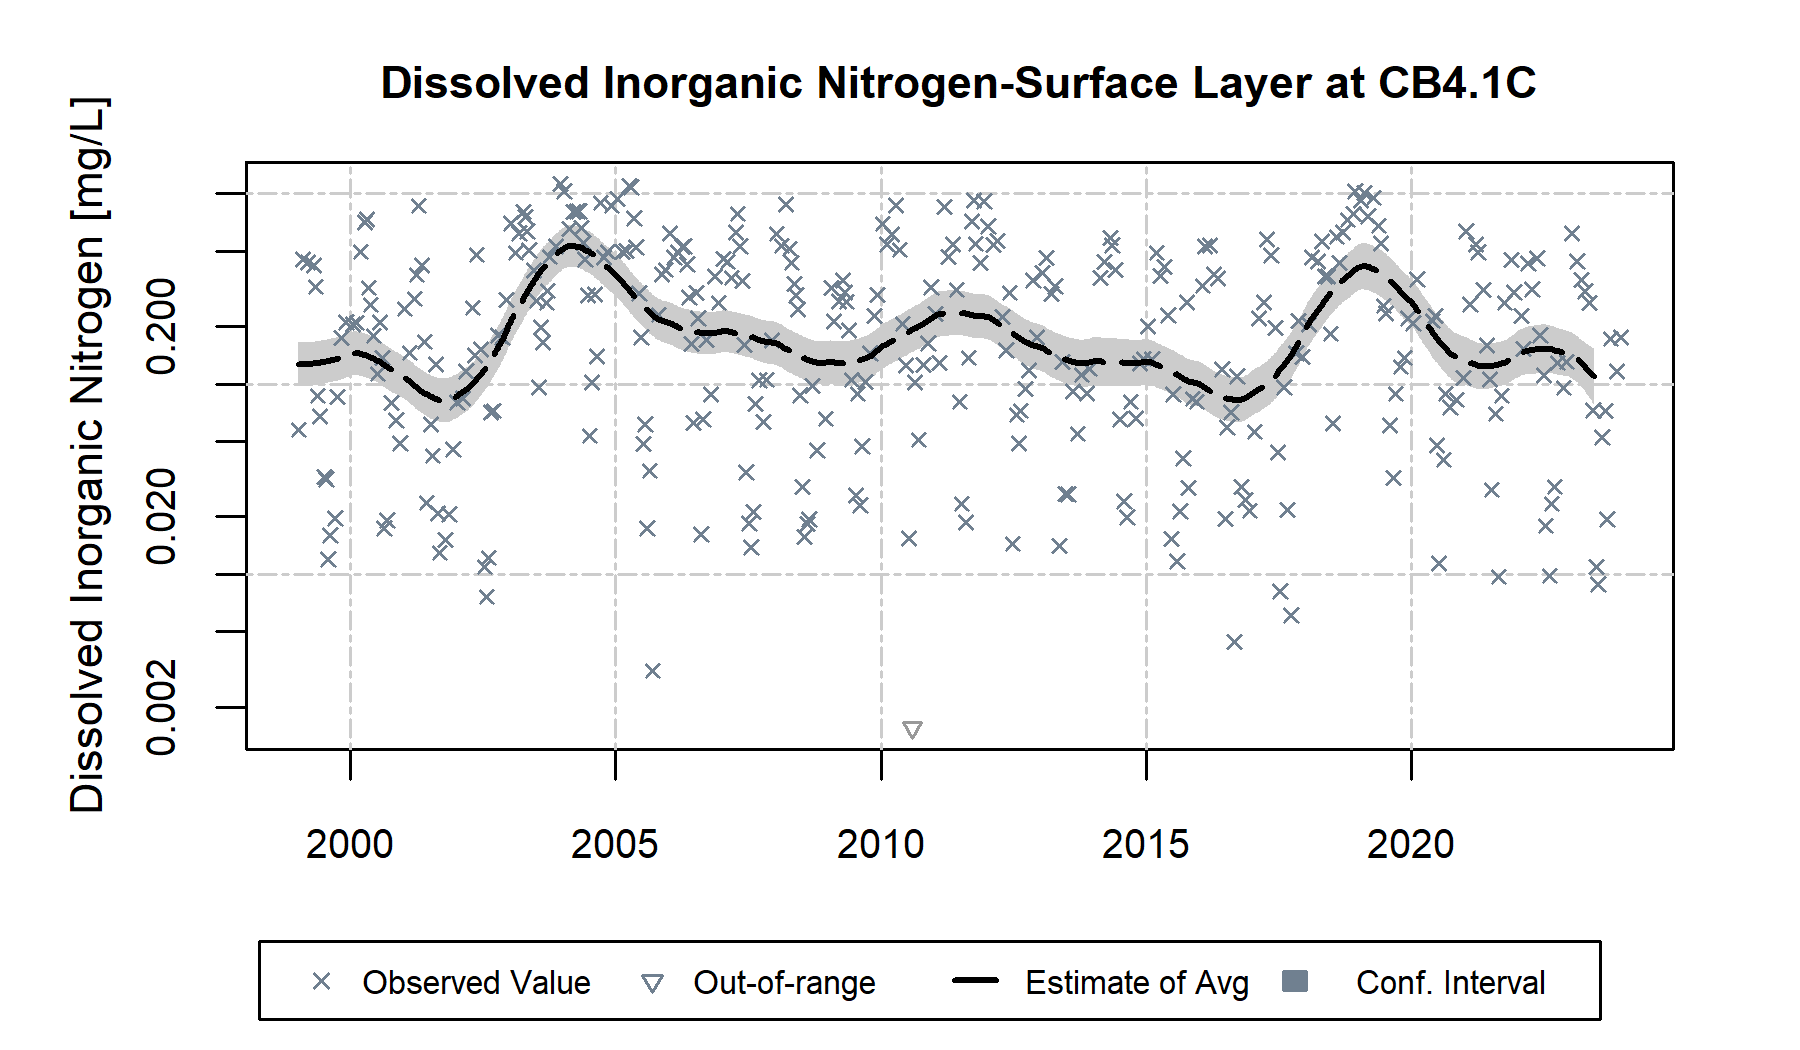 Dissolved Inorganic Nitrogen-Surface Layer at CB4.1C
Dissolved Inorganic Nitrogen [mg/L]
0.200
0.020
0.002
2000 2005 2010 2015 2020
Observed Value Out-of-range Estimate of Avg Conf. Interval